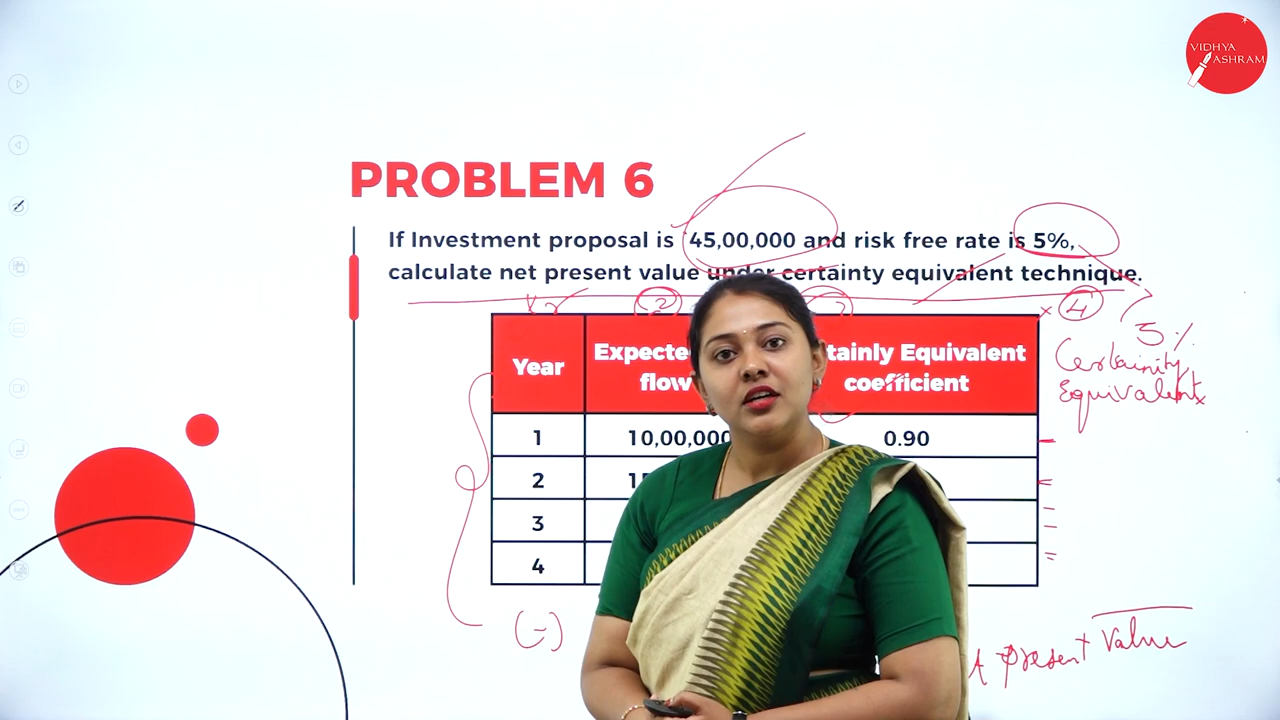 VIDHYA
ASHRAM
PROBLEM 6
If Investment proposal is 45,00,000 and risk free rate is 5%,
calculate net present value under certainty equivalent technique.
2 4
5%
Certainity
Equivalent
Year Equivalent
coefficient
flow
1 10,00,000 0.90
2
3
4
(-)
present value